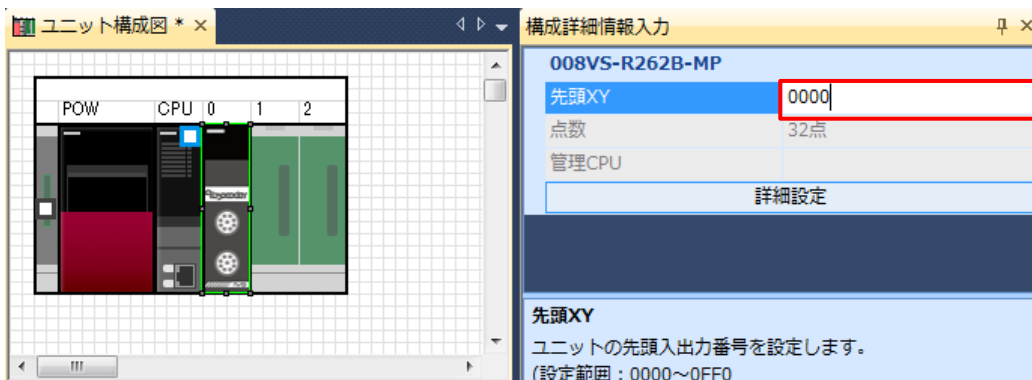 ユニット構成図 * ×
POW CPU 0 1 2
構成詳細情報入力
008VS-R262B-MP
先頭XY 0000
点数 32点
管理CPU
詳細設定
先頭XY
ユニットの先頭入出力番号を設定します。
(設定範囲:0000~0FF0